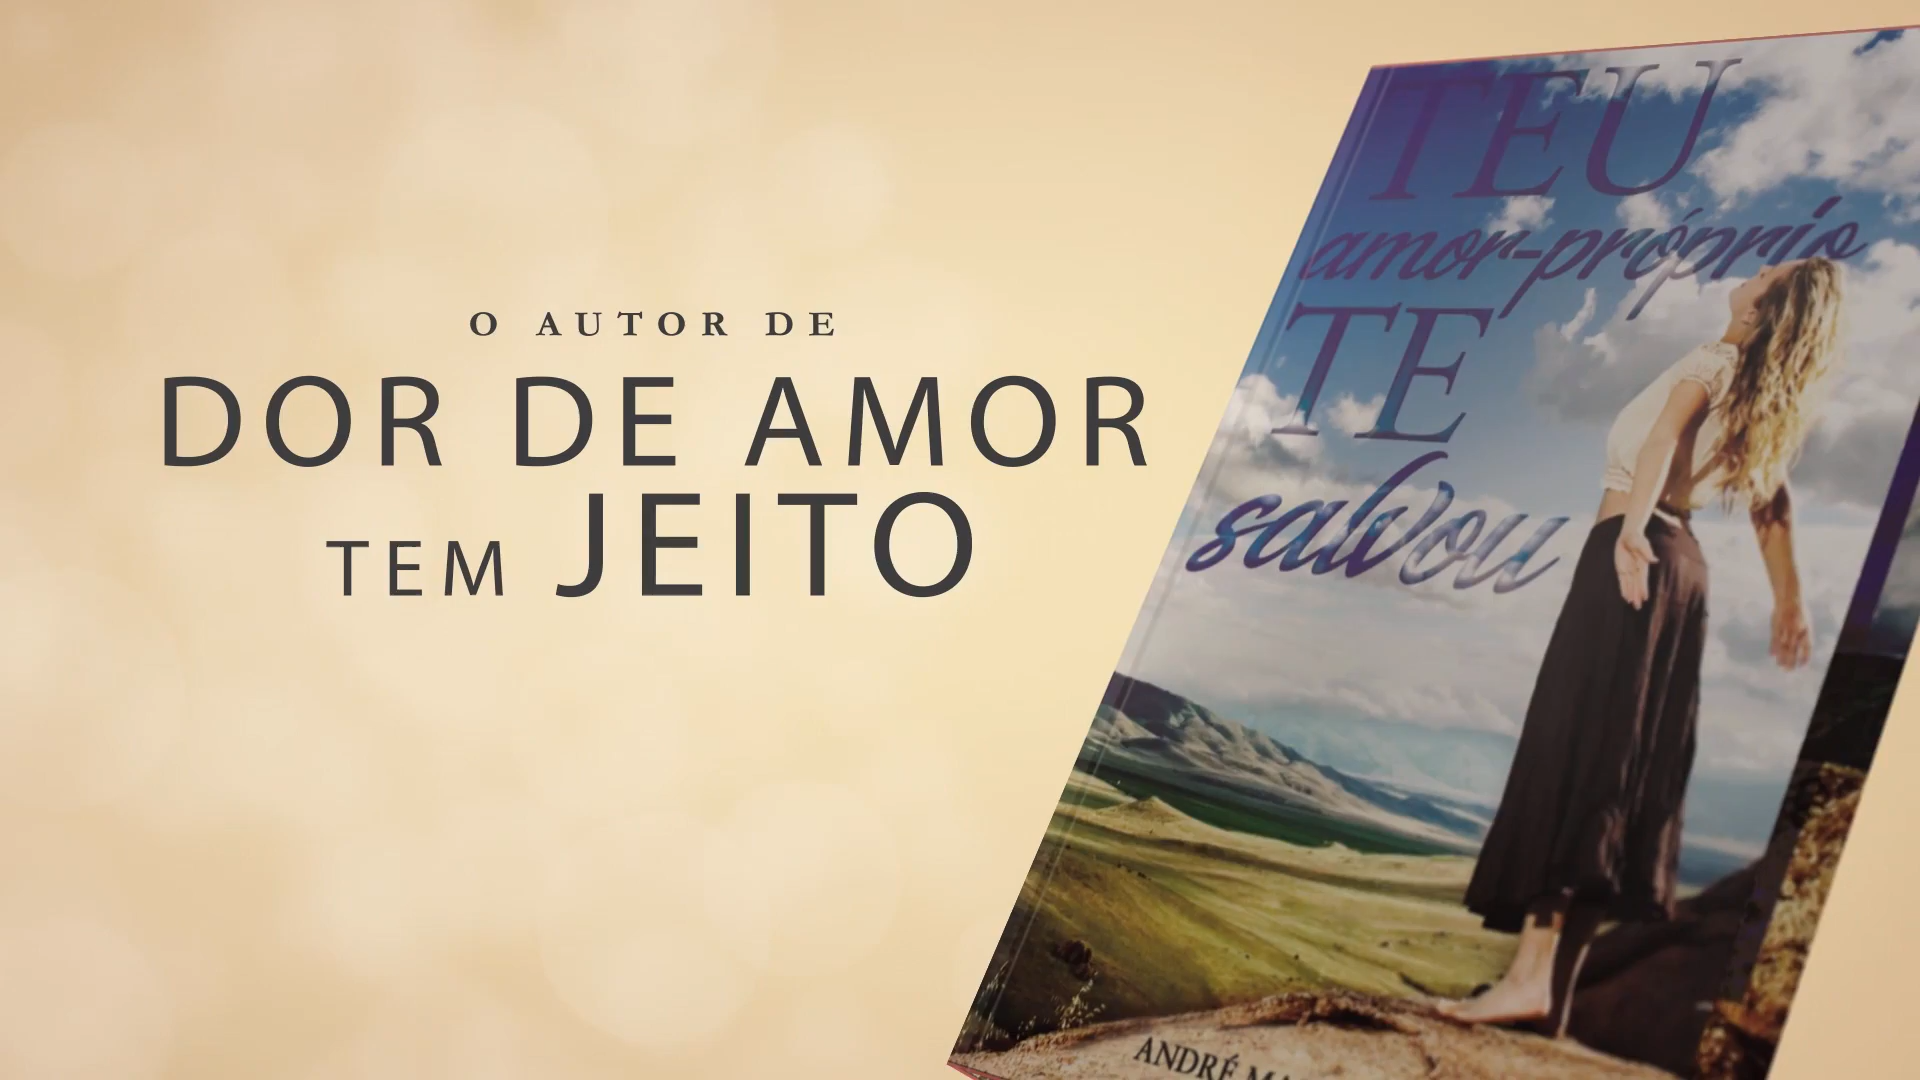 O AUTOR DE
DOR DE AMOR
TEM JEITO
TEU
amor-próprio
TE
salvou
ANDRÉ